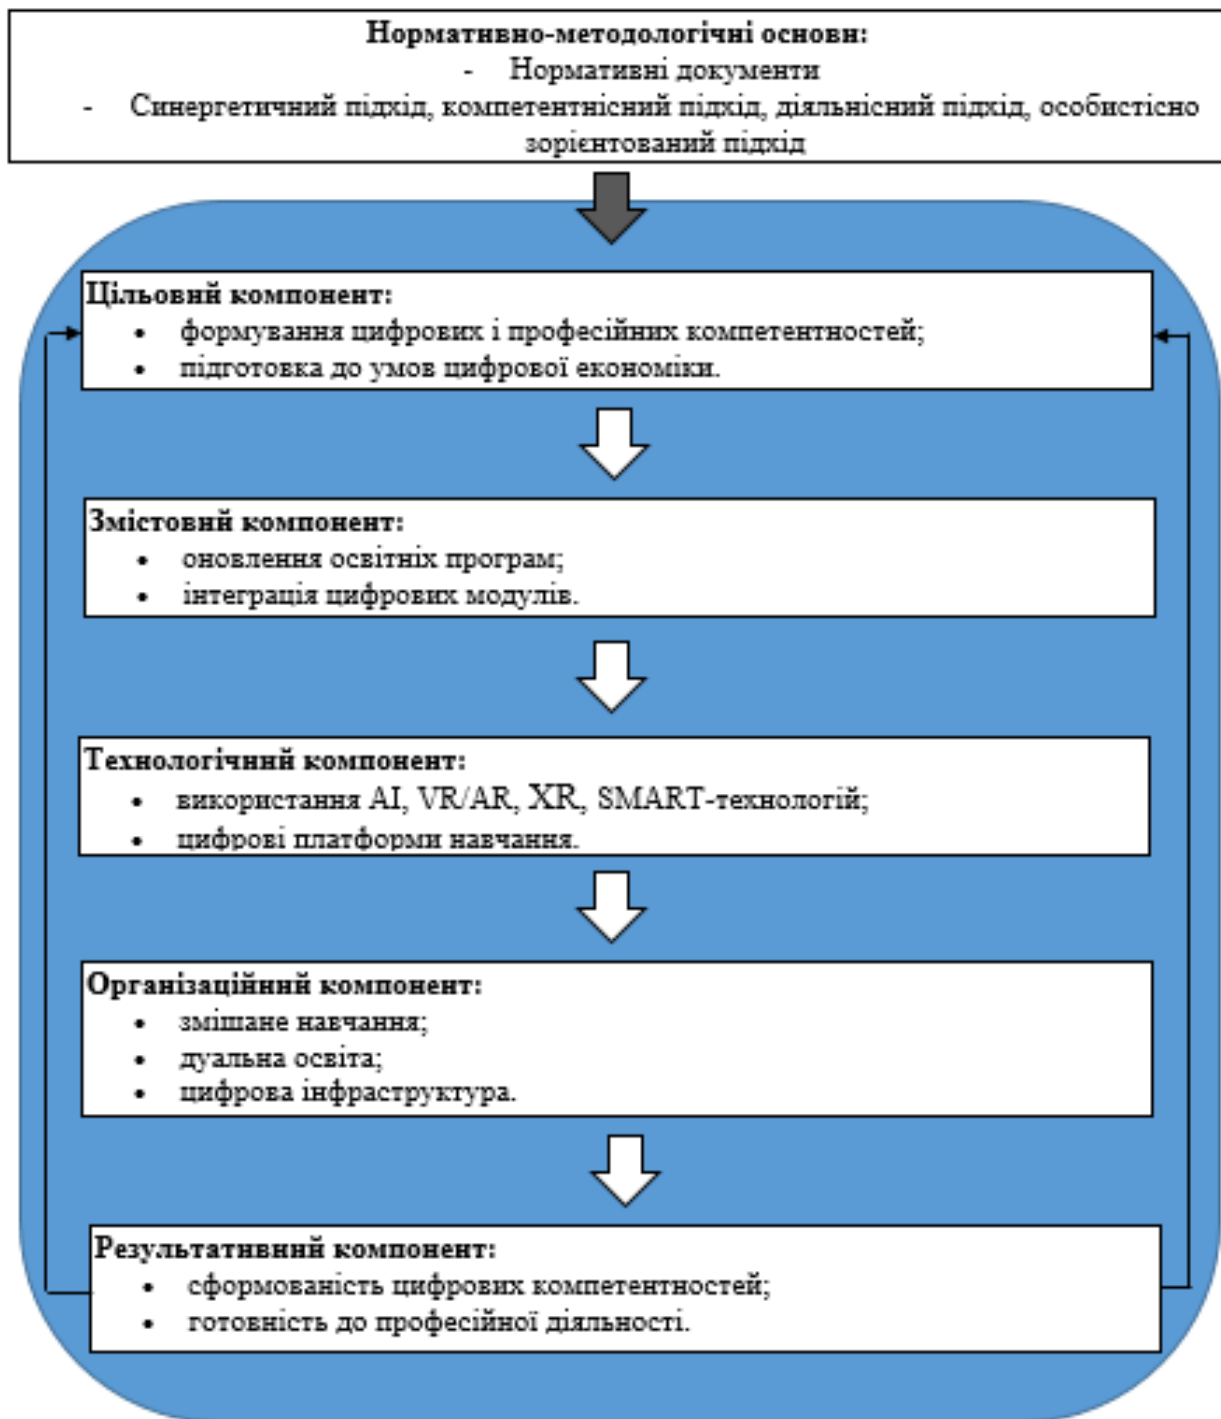 Нормативно-методологічні основи:
- Нормативні документи
- Синергетичний підхід, компетентнісний підхід, діяльнісний підхід, особистісно
зорієнтований підхід
Цільовий компонент:
• формування цифрових і професійних компетентностей;
• підготовка до умов цифрової економіки.
Змістовий компонент:
• оновлення освітніх програм;
• інтеграція цифрових модулів.
Технологічний компонент:
• використання AI, VR/AR, XR, SMART-технологій;
• цифрові платформи навчання.
Організаційний компонент:
• змішане навчання;
• дуальна освіта;
• цифрова інфраструктура.
Результативний компонент:
• сформованість цифрових компетентностей;
• готовність до професійної діяльності.